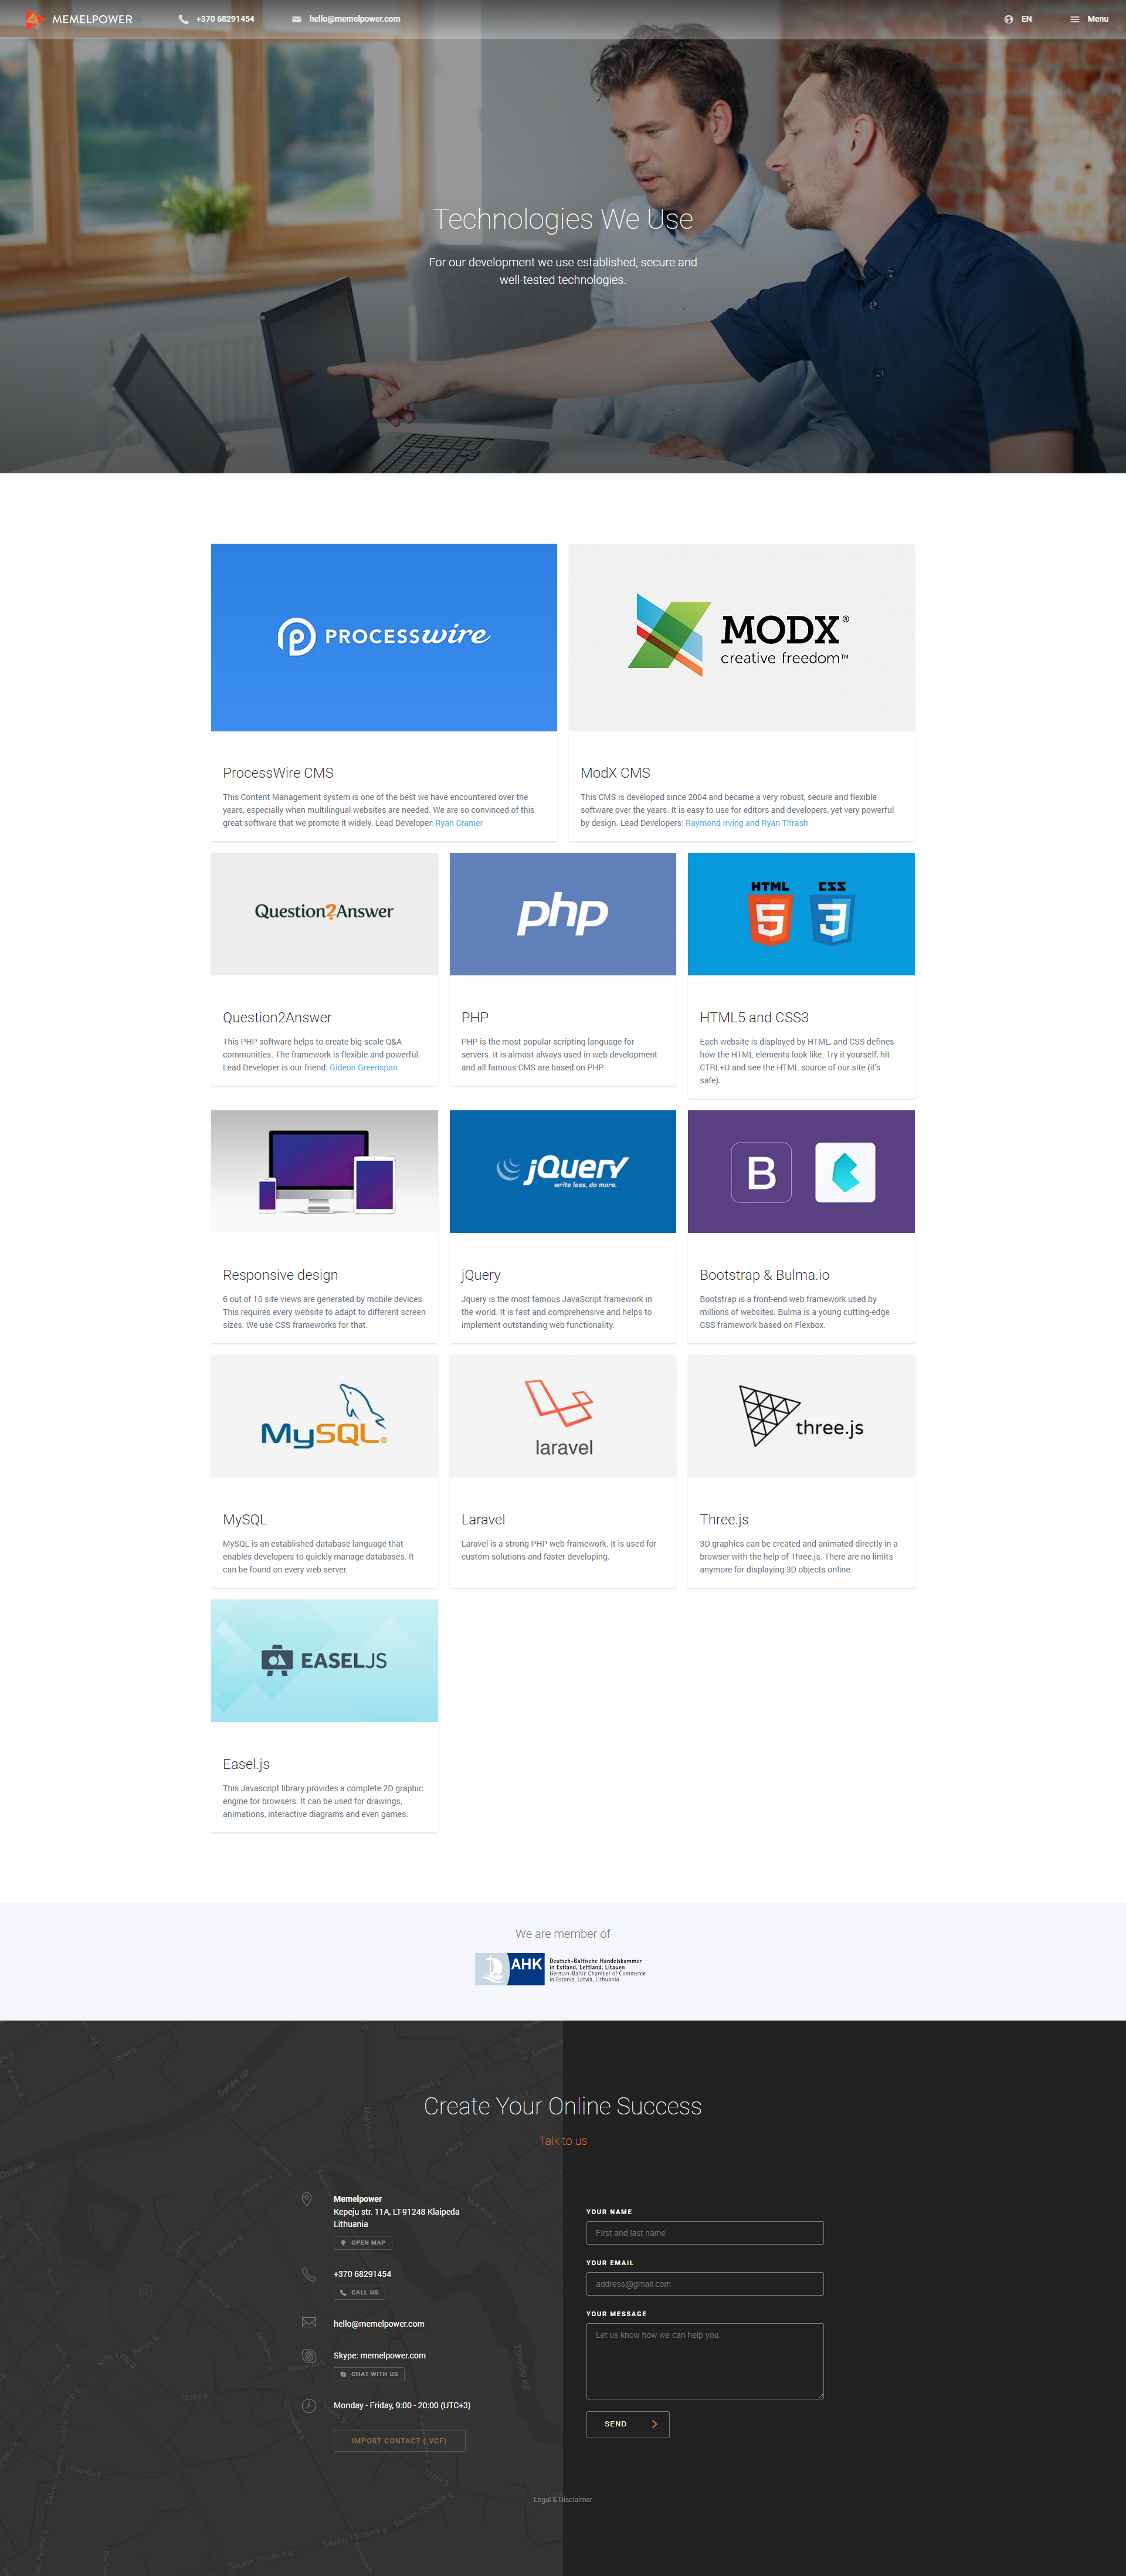 MEMELPOWER
+370 68291454
hello@memelpower.com
EN
Menu
Technologies We Use
For our development we use established, secure and
well-tested technologies.
PROCESSwire
MODX®
creative freedom™
ProcessWire CMS
This Content Management system is one of the best we have encountered over the
years, especially when multilingual websites are needed. We are so convinced of this
great software that we promote it widely. Lead Developer: Ryan Cramer
ModX CMS
This CMS is developed since 2004 and became a very robust, secure and flexible
software over the years. It is easy to use for editors and developers, yet very powerful
by design. Lead Developers: Raymond Irving and Ryan Thrash
Question2Answer
php
HTML CSS
5 3
Question2Answer
This PHP software helps to create big-scale Q&A
communities. The framework is flexible and powerful.
Lead Developer is our friend: Gideon Greenspan
PHP
PHP is the most popular scripting language for
servers. It is almost always used in web development
and all famous CMS are based on PHP.
HTML5 and CSS3
Each website is displayed by HTML, and CSS defines
how the HTML elements look like. Try it yourself, hit
CTRL+U and see the HTML source of our site (it's
safe).
jQuery
write less, do more.
B
Responsive design
6 out of 10 site views are generated by mobile devices.
This requires every website to adapt to different screen
sizes. We use CSS frameworks for that.
jQuery
Jquery is the most famous JavaScript framework in
the world. It is fast and comprehensive and helps to
implement outstanding web functionality.
Bootstrap & Bulma.io
Bootstrap is a front-end web framework used by
millions of websites. Bulma is a young cutting-edge
CSS framework based on Flexbox.
MySQL®
laravel
three.js
MySQL
MySQL is an established database language that
enables developers to quickly manage databases. It
can be found on every web server.
Laravel
Laravel is a strong PHP web framework. It is used for
custom solutions and faster developing.
Three.js
3D graphics can be created and animated directly in a
browser with the help of Three.js. There are no limits
anymore for displaying 3D objects online.
EASELJS
Easel.js
This Javascript library provides a complete 2D graphic
engine for browsers. It can be used for drawings,
animations, interactive diagrams and even games.
We are member of
AHK
Deutsch-Baltische Handelskammer
in Estland, Lettland, Litauen
German-Baltic Chamber of Commerce
in Estonia, Latvia, Lithuania
Create Your Online Success
Talk to us
Memelpower
Kepeju str. 11A, LT-91248 Klaipeda
Lithuania
OPEN MAP
+370 68291454
CALL US
hello@memelpower.com
Skype: memelpower.com
CHAT WITH US
Monday - Friday, 9:00 - 20:00 (UTC+3)
IMPORT CONTACT (.VCF)
YOUR NAME
First and last name
YOUR EMAIL
address@gmail.com
YOUR MESSAGE
Let us know how we can help you.
SEND
Legal & Disclaimer